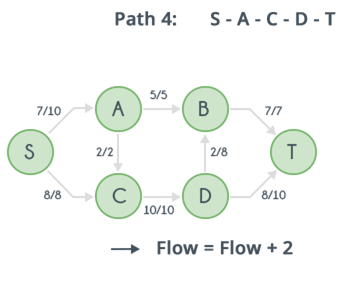 Path 4: S - A - C - D - T
5/5
A
B
7/10
7/7
S
2/2
2/8
T
8/8
C
D
8/10
10/10
→ Flow = Flow + 2